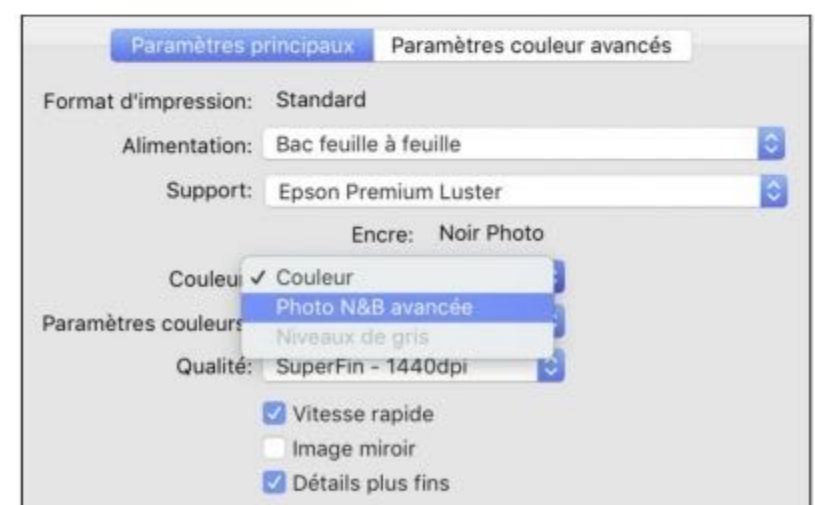 Paramètres principaux Paramètres couleur avancés
Format d'impression: Standard
Alimentation: Bac feuille à feuille
Support: Epson Premium Luster
Encre: Noir Photo
Couleu ✓ Couleur
Photo N&B avancée
Paramètres couleurs
Niveaux de gris
Qualité: SuperFin - 1440dpi
Vitesse rapide
Image miroir
Détails plus fins